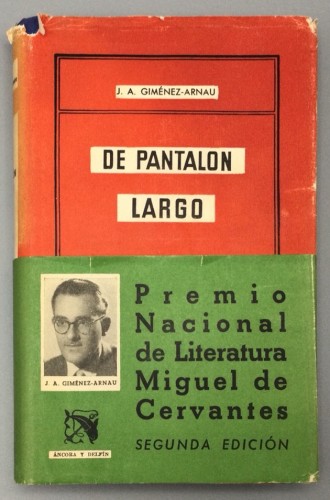 J. A. GIMÉNEZ-ARNAU
DE PANTALON
LARGO
Premio
Nacional
de Literatura
Miguel de
Cervantes
SEGUNDA EDICIÓN
J. A. GIMÉNEZ-ARNAU
ÁNCORA Y DELFÍN